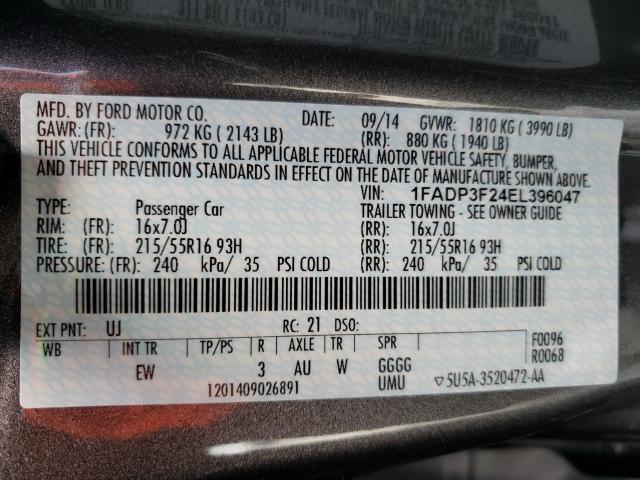 MFD. BY FORD MOTOR CO. DATE: 09/14 GVWR: 1810 KG ( 3990 LB)
GAWR: (FR): 972 KG ( 2143 LB) (RR): 880 KG ( 1940 LB)
THIS VEHICLE CONFORMS TO ALL APPLICABLE FEDERAL MOTOR VEHICLE SAFETY, BUMPER,
AND THEFT PREVENTION STANDARDS IN EFFECT ON THE DATE OF MANUFACTURE SHOWN ABOVE.
VIN: 1FADP3F24EL396047
TYPE: Passenger Car TRAILER TOWING - SEE OWNER GUIDE
RIM: (FR): 16x7.0J (RR): 16x7.0J
TIRE: (FR): 215/55R16 93H (RR): 215/55R16 93H
PRESSURE: (FR): 240 kPa/ 35 PSI COLD (RR): 240 kPa/ 35 PSI COLD
EXT PNT: UJ RC: 21 DSO:
WB INT TR TP/PS R AXLE TR SPR F0096
EW 3 AU W GGGG R0068
1201409026891 UMU ▽5U5A-3520472-AA